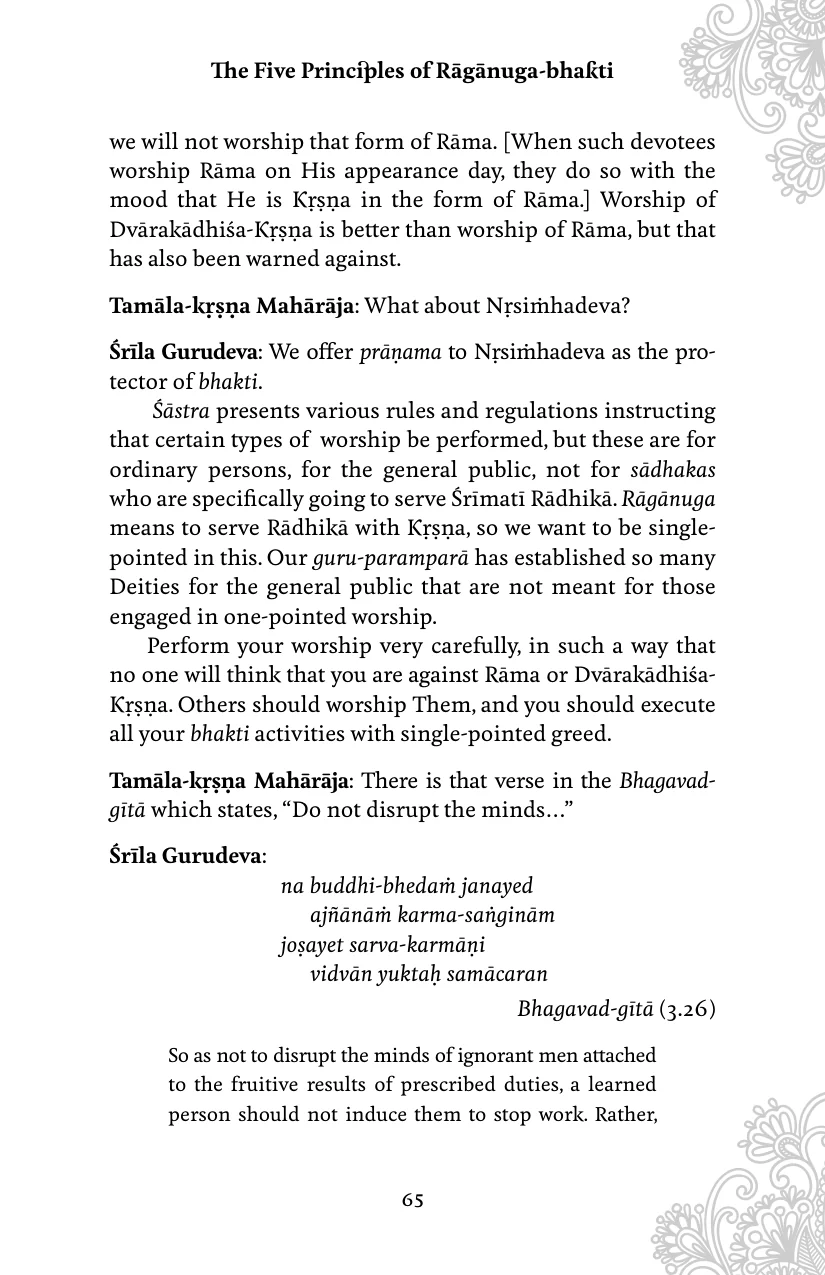 The Five Principles of Rāgānuga-bhakti
we will not worship that form of Rāma. [When such devotees
worship Rāma on His appearance day, they do so with the
mood that He is Kṛṣṇa in the form of Rāma.] Worship of
Dvārakādhiśa-Kṛṣṇa is better than worship of Rāma, but that
has also been warned against.
Tamāla-kṛṣṇa Mahārāja: What about Nṛsiṁhadeva?
Śrīla Gurudeva: We offer prāṇama to Nṛsiṁhadeva as the pro-
tector of bhakti.
Śāstra presents various rules and regulations instructing
that certain types of worship be performed, but these are for
ordinary persons, for the general public, not for sādhakas
who are specifically going to serve Śrīmatī Rādhikā. Rāgānuga
means to serve Rādhikā with Kṛṣṇa, so we want to be single-
pointed in this. Our guru-paramparā has established so many
Deities for the general public that are not meant for those
engaged in one-pointed worship.
Perform your worship very carefully, in such a way that
no one will think that you are against Rāma or Dvārakādhiśa-
Kṛṣṇa. Others should worship Them, and you should execute
all your bhakti activities with single-pointed greed.
Tamāla-kṛṣṇa Mahārāja: There is that verse in the Bhagavad-
gītā which states, “Do not disrupt the minds…”
Śrīla Gurudeva:
na buddhi-bhedaṁ janayed
ajñānāṁ karma-saṅginām
joṣayet sarva-karmāṇi
vidvān yuktaḥ samācaran
Bhagavad-gītā (3.26)
So as not to disrupt the minds of ignorant men attached
to the fruitive results of prescribed duties, a learned
person should not induce them to stop work. Rather,
65